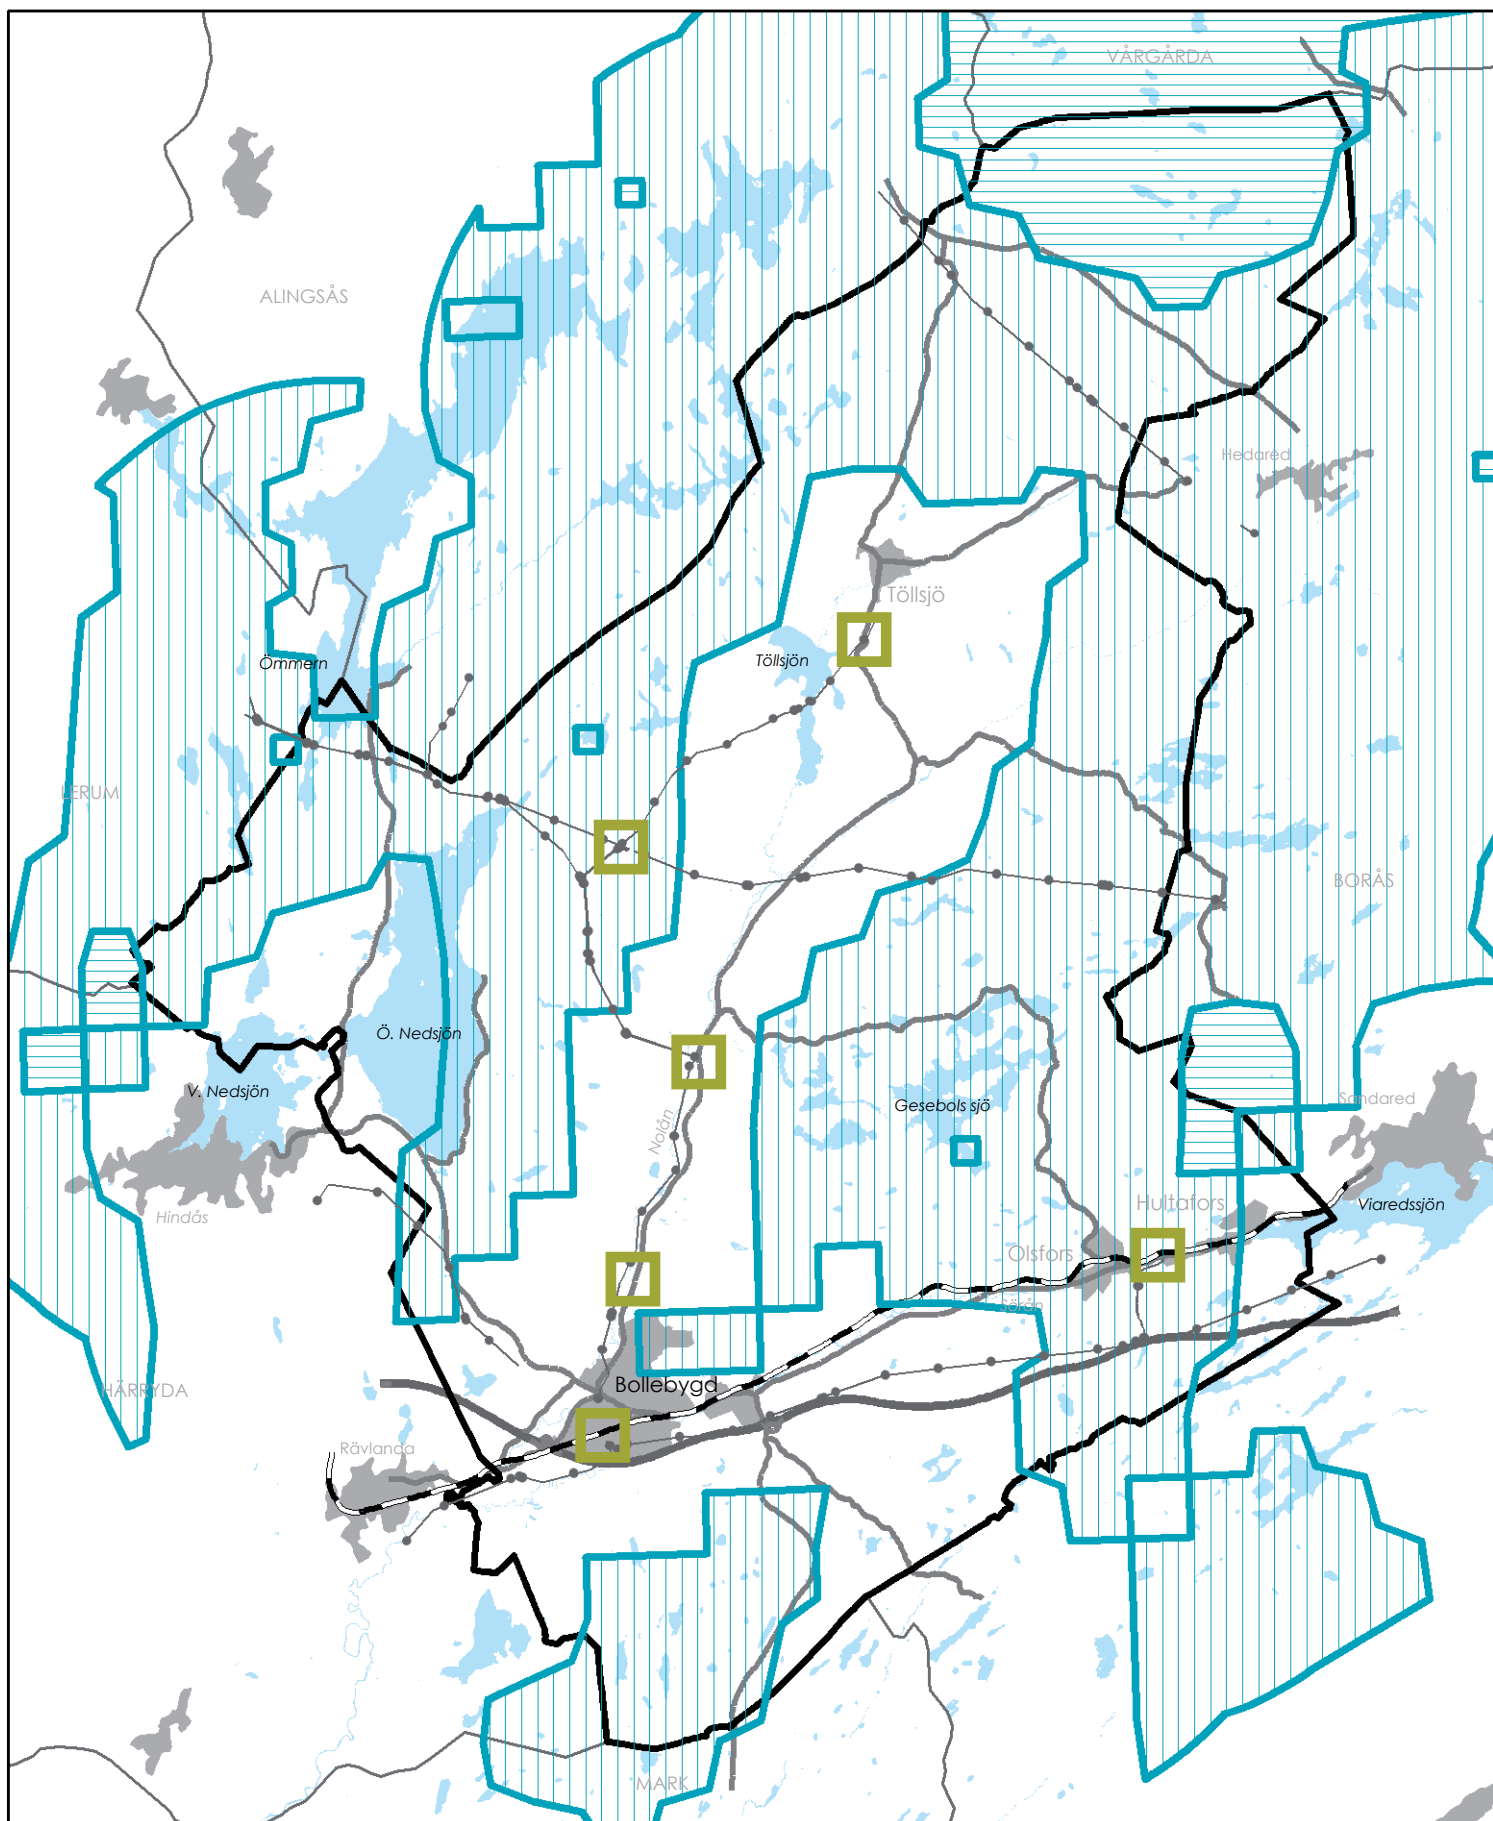 VÅRGÅRDA
ALINGSÅS
Hedared
Töllsjö
Ömmern
Töllsjön
LERUM
BORÅS
Ö. Nedsjön
V. Nedsjön
Gesebols sjö
Sandared
Nolån
Hultafors
Viaredssjön
Hindås
Olsfors
Sörån
Bollebygd
HÄRRYDA
Rävlanda
MARK